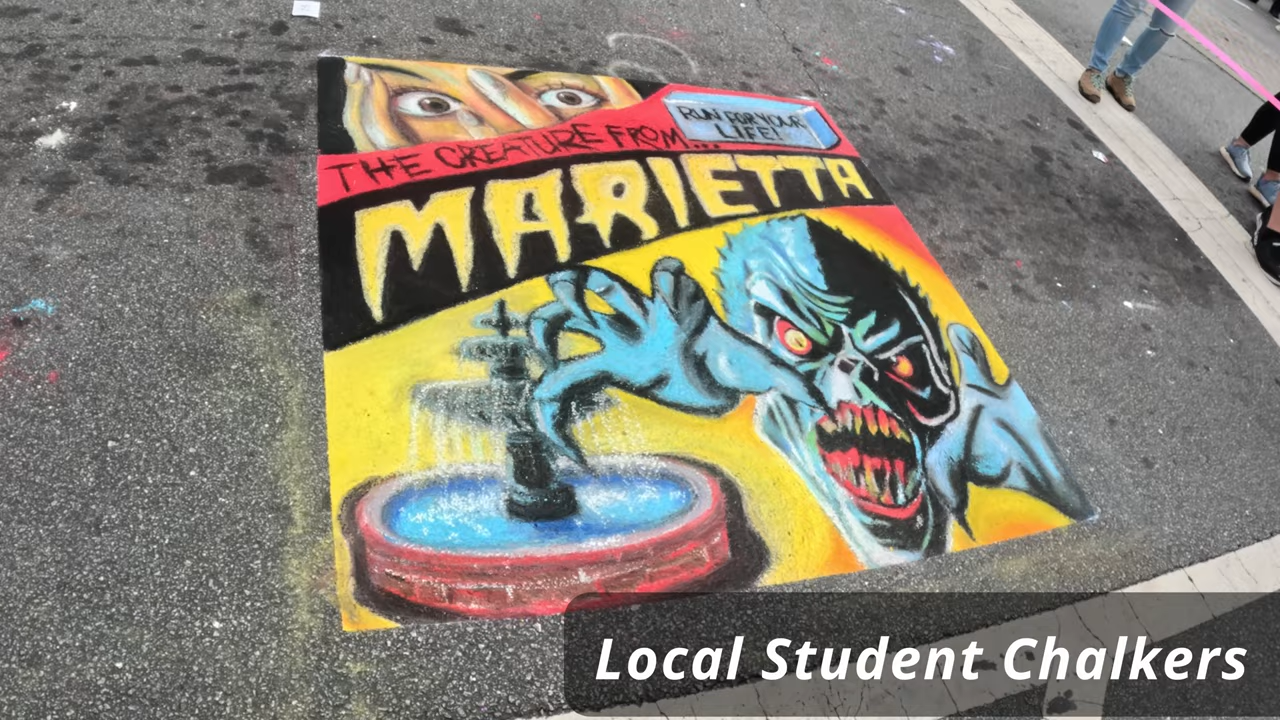 RUN FOR YOUR
LIFE!
THE CREATURE FROM...
MARIETTA
Local Student Chalkers